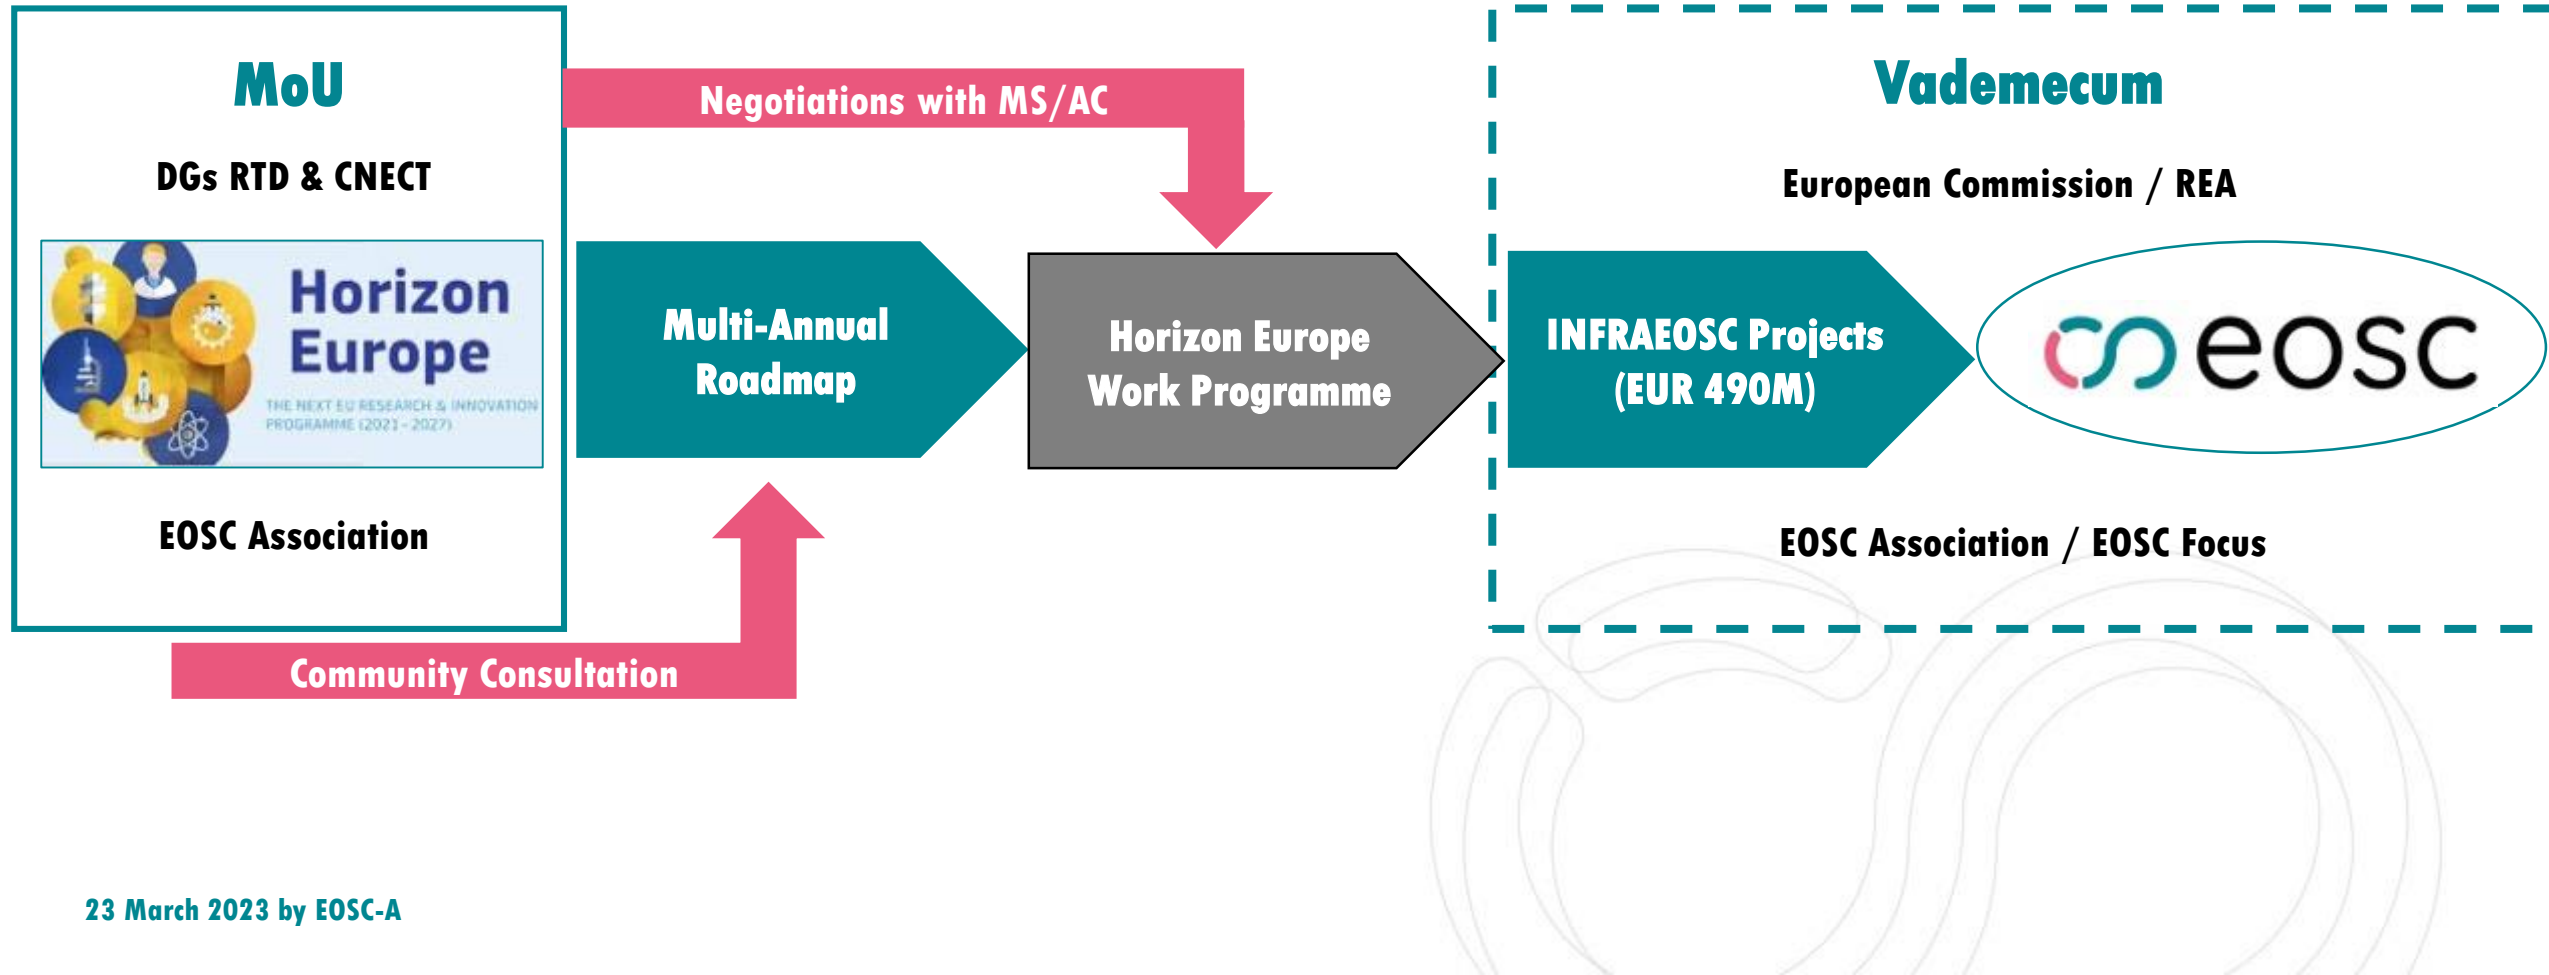 MoU
DGs RTD & CNECT
Horizon
Europe
THE NEXT EU RESEARCH & INNOVATION
PROGRAMME (2021 - 2027)
EOSC Association
Negotiations with MS/AC
Multi-Annual
Roadmap
Community Consultation
Horizon Europe
Work Programme
Vademecum
European Commission / REA
INFRAEOSC Projects
(EUR 490M)
eosc
EOSC Association / EOSC Focus
23 March 2023 by EOSC-A